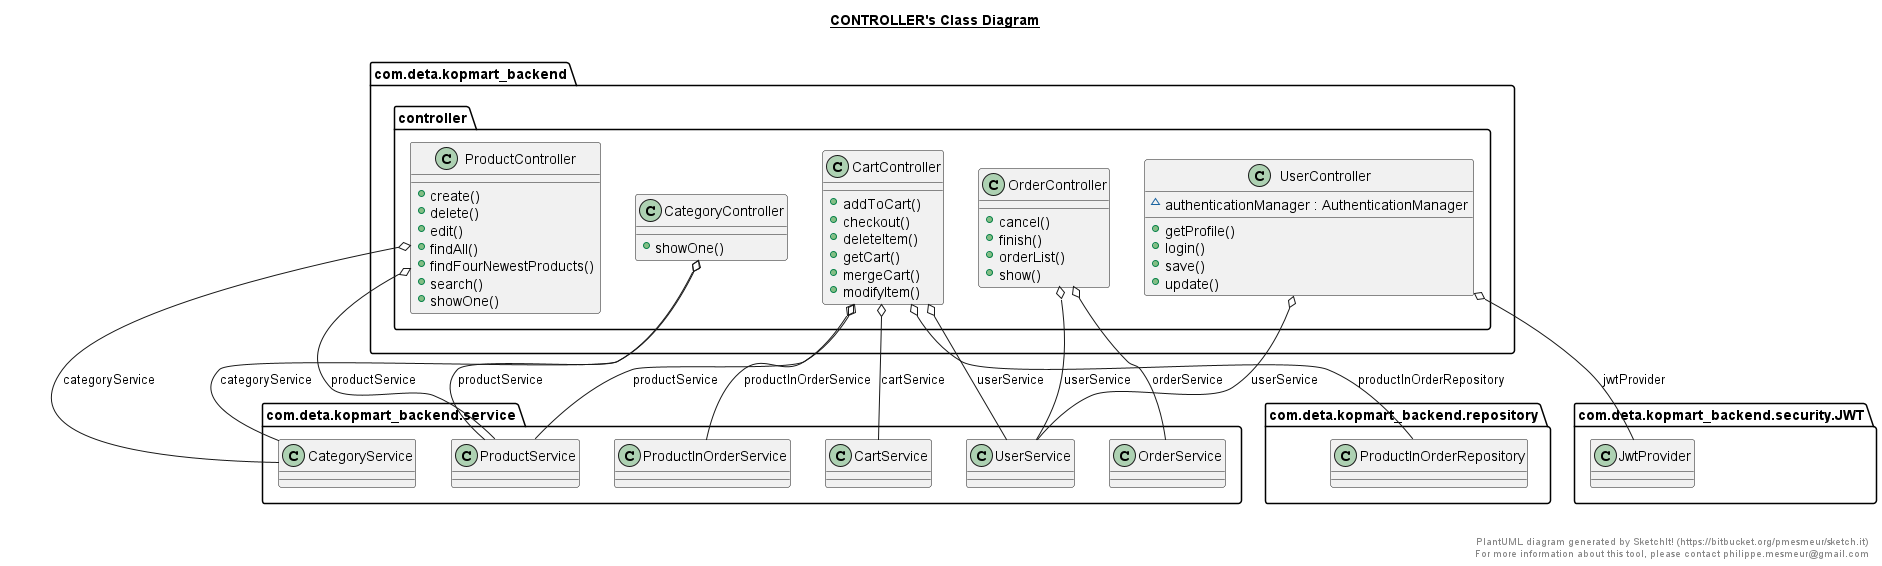 CONTROLLER's Class Diagram
com.deta.kopmart_backend
controller
C ProductController
create()
delete()
edit()
findAll()
findFourNewestProducts()
search()
showOne()
C CategoryController
showOne()
C CartController
addToCart()
checkout()
deleteItem()
getCart()
mergeCart()
modifyItem()
C OrderController
cancel()
finish()
orderList()
show()
C UserController
authenticationManager : AuthenticationManager
getProfile()
login()
save()
update()
categoryService
categoryService
productService
productService
productService
productInOrderService
cartService
userService
userService
orderService
userService
productInOrderRepository
jwtProvider
com.deta.kopmart_backend.service
C CategoryService
C ProductService
C ProductInOrderService
C CartService
C UserService
C OrderService
com.deta.kopmart_backend.repository
C ProductInOrderRepository
com.deta.kopmart_backend.security.JWT
C JwtProvider
PlantUML diagram generated by SketchIt! (https://bitbucket.org/pmesmeur/sketch.it)
For more information about this tool, please contact philippe.mesmeur@gmail.com